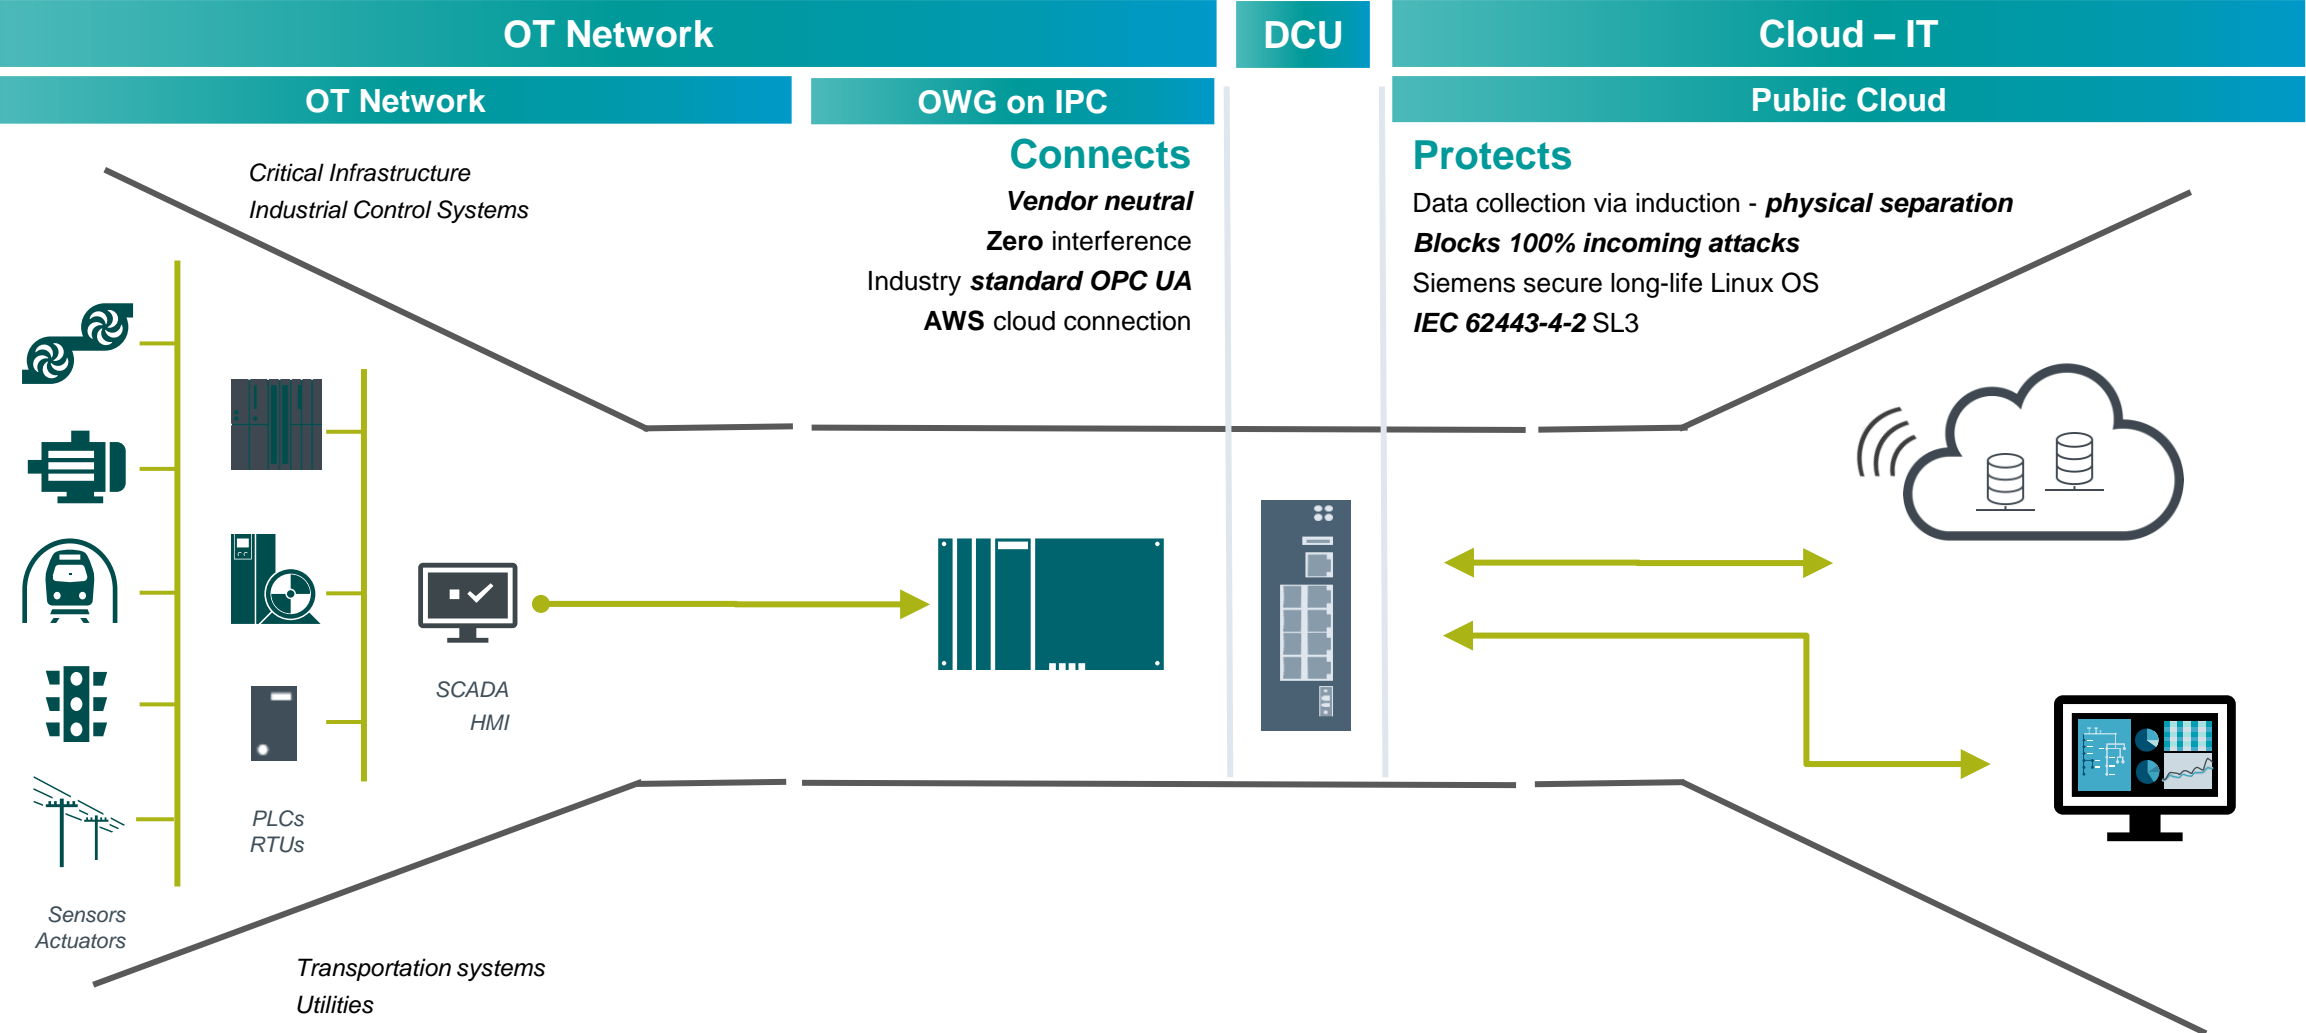 OT Network
DCU
Cloud – IT
OT Network
OWG on IPC
Public Cloud
Critical Infrastructure
Industrial Control Systems
Connects
Vendor neutral
Zero interference
Industry standard OPC UA
AWS cloud connection
Protects
Data collection via induction - physical separation
Blocks 100% incoming attacks
Siemens secure long-life Linux OS
IEC 62443-4-2 SL3
SCADA
HMI
PLCs
RTUs
Sensors
Actuators
Transportation systems
Utilities